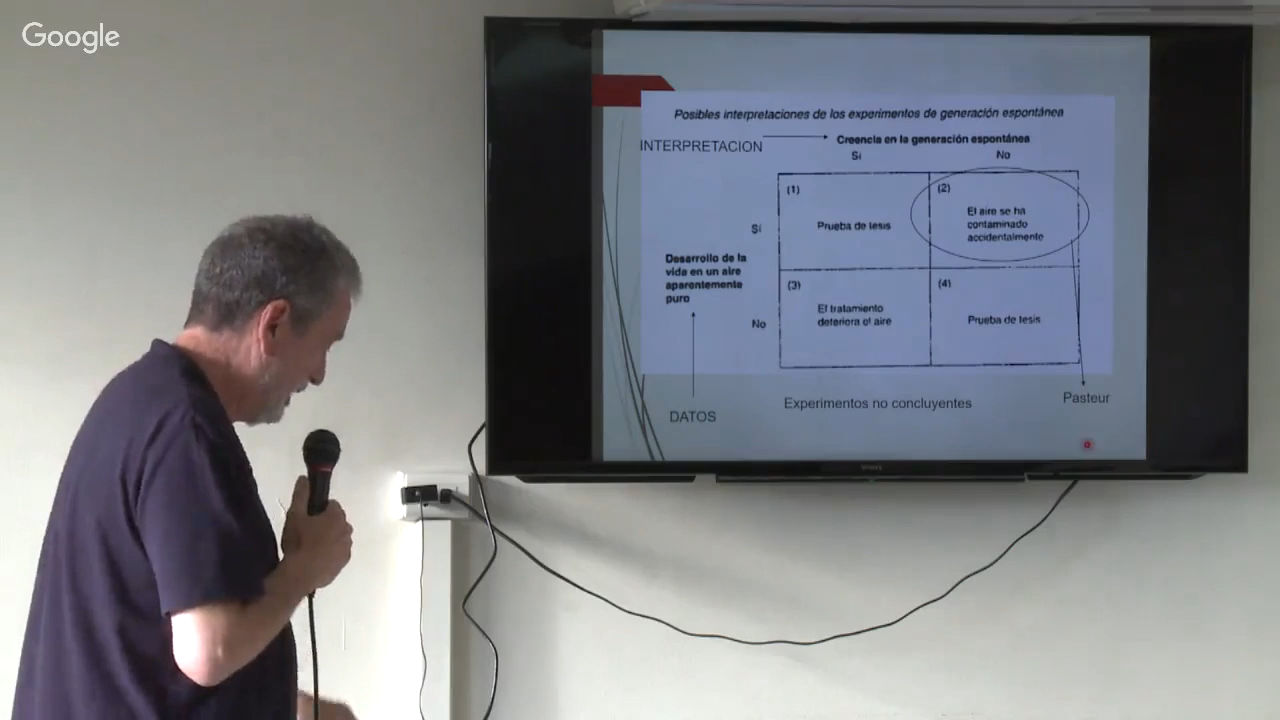 Google
Posibles interpretaciones de los experimentos de generación espontánea
INTERPRETACION
Creencia en la generación espontánea
Sí
No
(1)
(2)
Sí
Prueba de tesis
El aire se ha
contaminado
accidentalmente
Desarrollo de la
vida en un aire
aparentemente
puro
(3)
(4)
No
El tratamiento
deteriora el aire
Prueba de tesis
DATOS
Experimentos no concluyentes
Pasteur
SONY